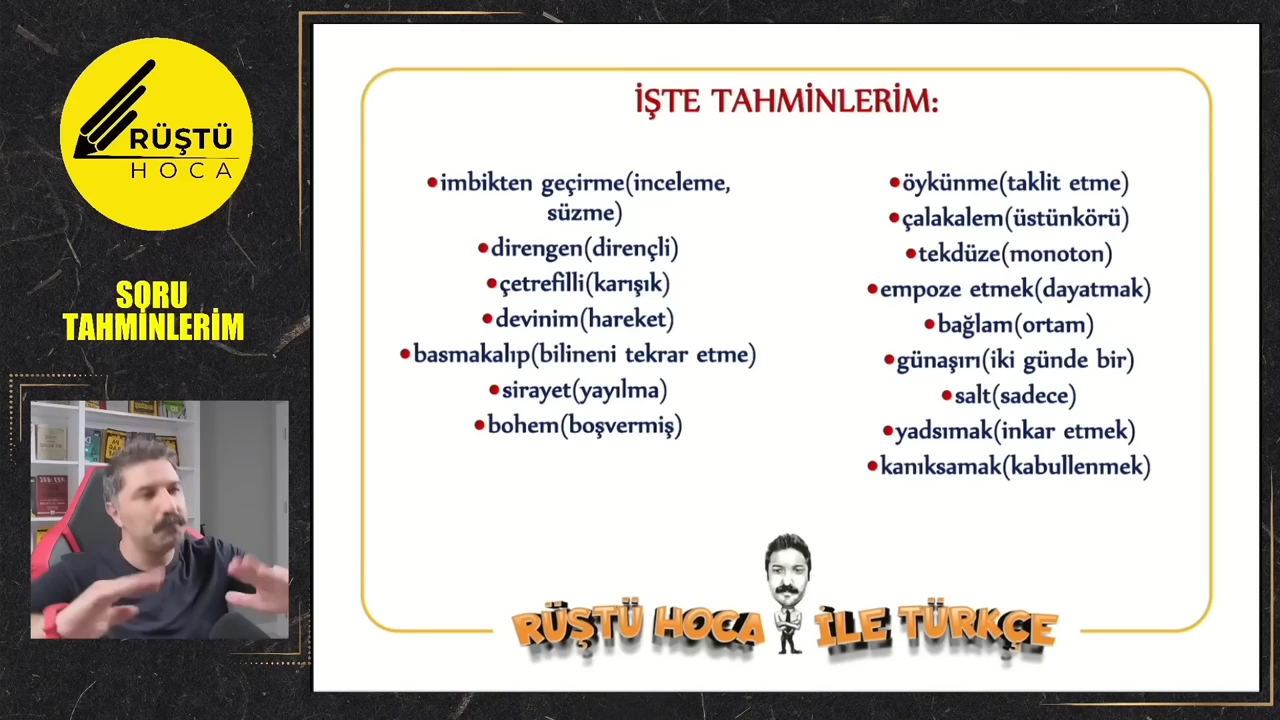 RÜŞTÜ
HOCA
SORU
TAHMİNLERİM
İŞTE TAHMİNLERİM:
•imbikten geçirme(inceleme,
süzme)
•direngen(dirençli)
•çetrefilli(karışık)
•devinim(hareket)
•basmakalıp(bilineni tekrar etme)
•sirayet(yayılma)
•bohem(boşvermiş)
•öykünme(taklit etme)
•çalakalem(üstünkörü)
•tekdüze(monoton)
•empoze etmek(dayatmak)
•bağlam(ortam)
•günaşırı(iki günde bir)
•salt(sadece)
•yadsımak(inkar etmek)
•kanıksamak(kabullenmek)
RÜŞTÜ HOCA İLE TÜRKÇE